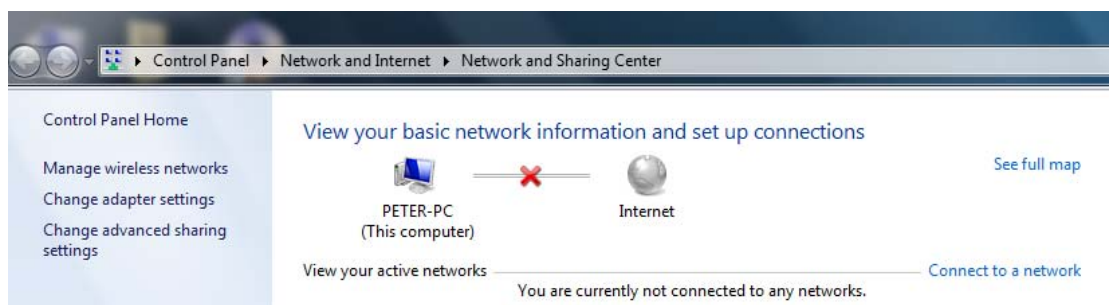 Control Panel Network and Internet Network and Sharing Center
Control Panel Home
Manage wireless networks
Change adapter settings
Change advanced sharing
settings
View your basic network information and set up connections
See full map
PETER-PC
(This computer)
Internet
View your active networks
Connect to a network
You are currently not connected to any networks.